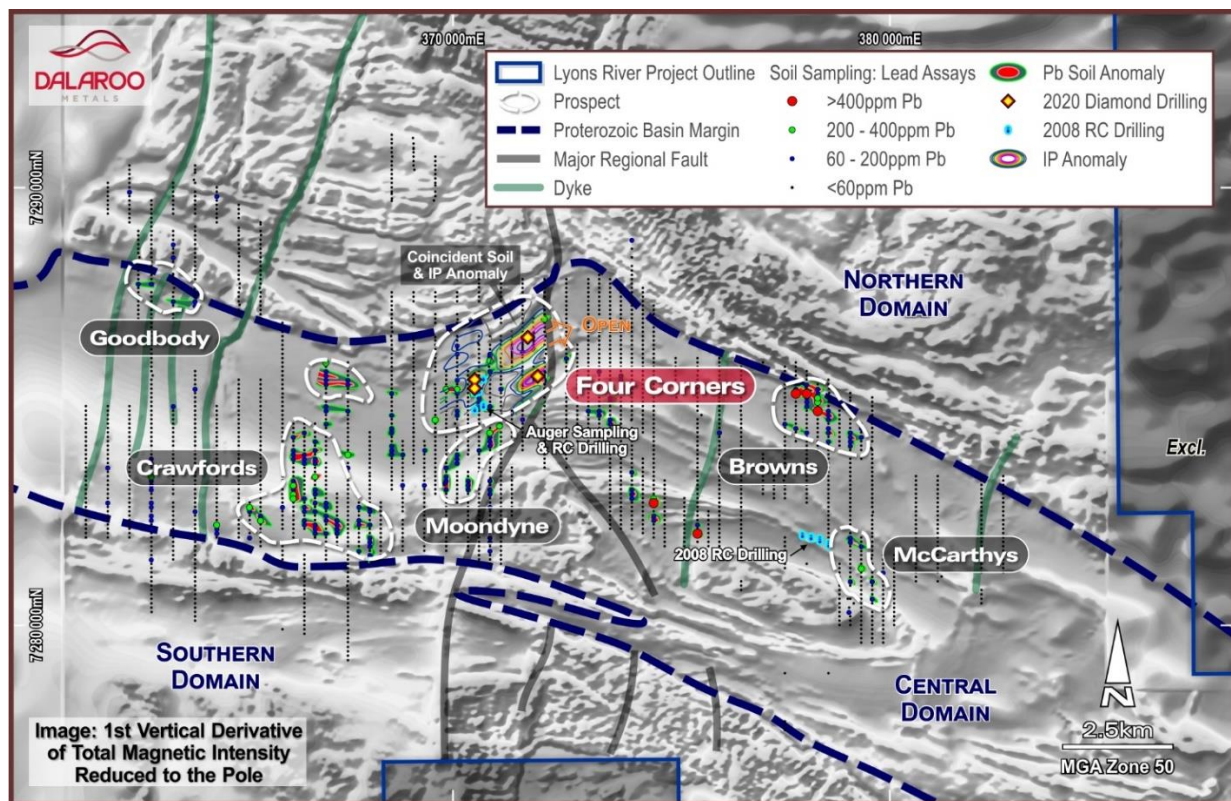 DALAROO
METALS
370 000mE
380 000mE
7 290 000mN
7 280 000mN
Lyons River Project Outline
Prospect
Proterozoic Basin Margin
Major Regional Fault
Dyke
Soil Sampling: Lead Assays
>400ppm Pb
200 - 400ppm Pb
60 - 200ppm Pb
<60ppm Pb
Pb Soil Anomaly
2020 Diamond Drilling
2008 RC Drilling
IP Anomaly
Coincident Soil
& IP Anomaly
NORTHERN
DOMAIN
OPEN
Goodbody
Four Corners
Auger Sampling
& RC Drilling
Crawfords
Browns
Excl.
Moondyne
2008 RC Drilling
McCarthys
SOUTHERN
DOMAIN
CENTRAL
DOMAIN
N
2.5km
MGA Zone 50
Image: 1st Vertical Derivative
of Total Magnetic Intensity
Reduced to the Pole